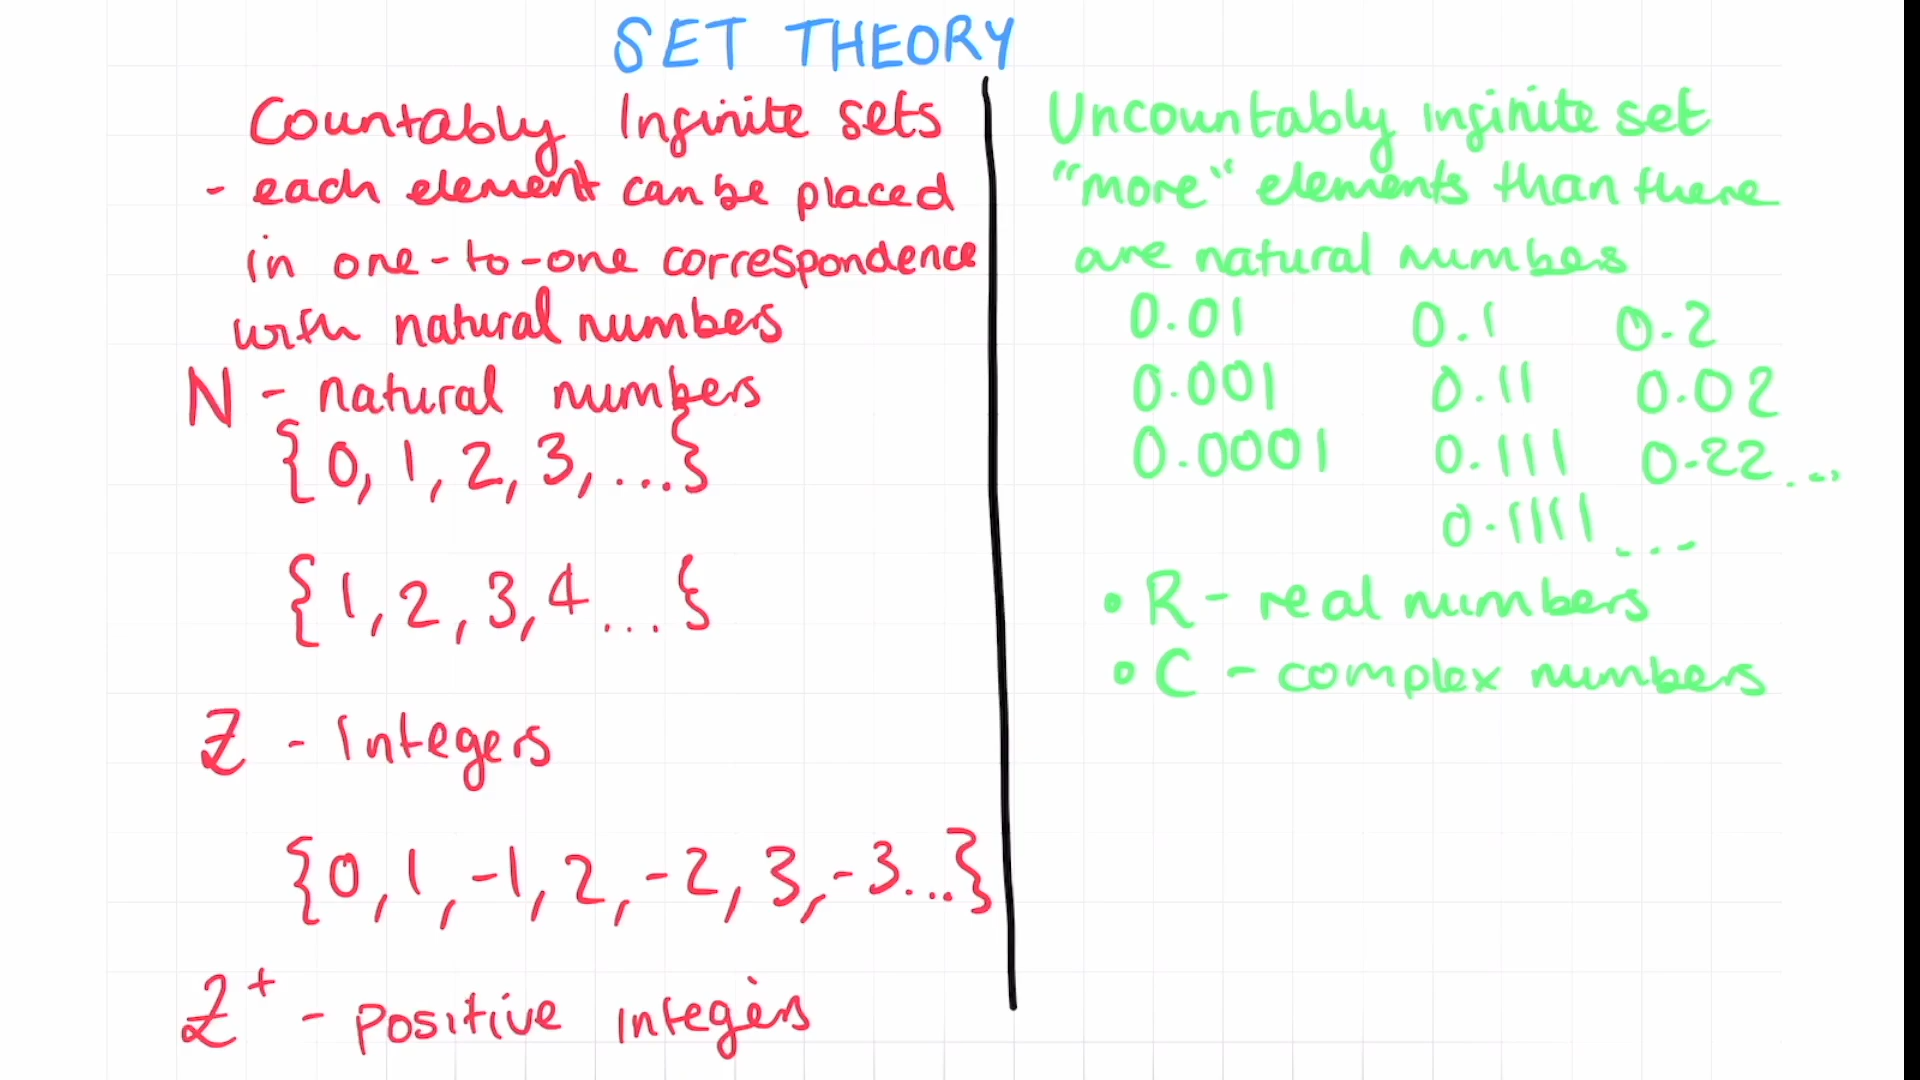 SET THEORY
Countably Infinite sets
- each element can be placed
in one-to-one correspondence
with natural numbers
N - natural numbers
{0, 1, 2, 3, ...}
{1, 2, 3, 4 ... }
Z - Integers
{0, 1, -1, 2, -2, 3, -3...}
Z⁺ - positive integers
Uncountably infinite set
"more" elements than there
are natural numbers
0.01 0.1 0.2
0.001 0.11 0.02
0.0001 0.111 0.22...
0.1111...
• R - real numbers
• C - complex numbers